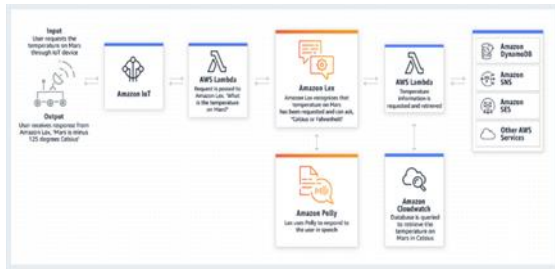 Input
User requests the
temperature on Mars
through IoT device
Output
User receives response from
Amazon Lex, 'Mars is minus
125 degrees Celsius'
Amazon IoT
AWS Lambda
Request is passed to
Amazon Lex, 'What
is the temperature
on Mars?'
Amazon Lex
Amazon Lex recognizes that
temperature on Mars
has been requested and can ask,
'Celsius or Fahrenheit?'
Amazon Polly
Lex uses Polly to respond to
the user in speech
AWS Lambda
Temperature
information is
requested and retrieved
Amazon
Cloudwatch
Database is queried
to retrieve the
temperature on
Mars in Celsius
Amazon
DynamoDB
Amazon
SNS
Amazon
SES
Other AWS
Services